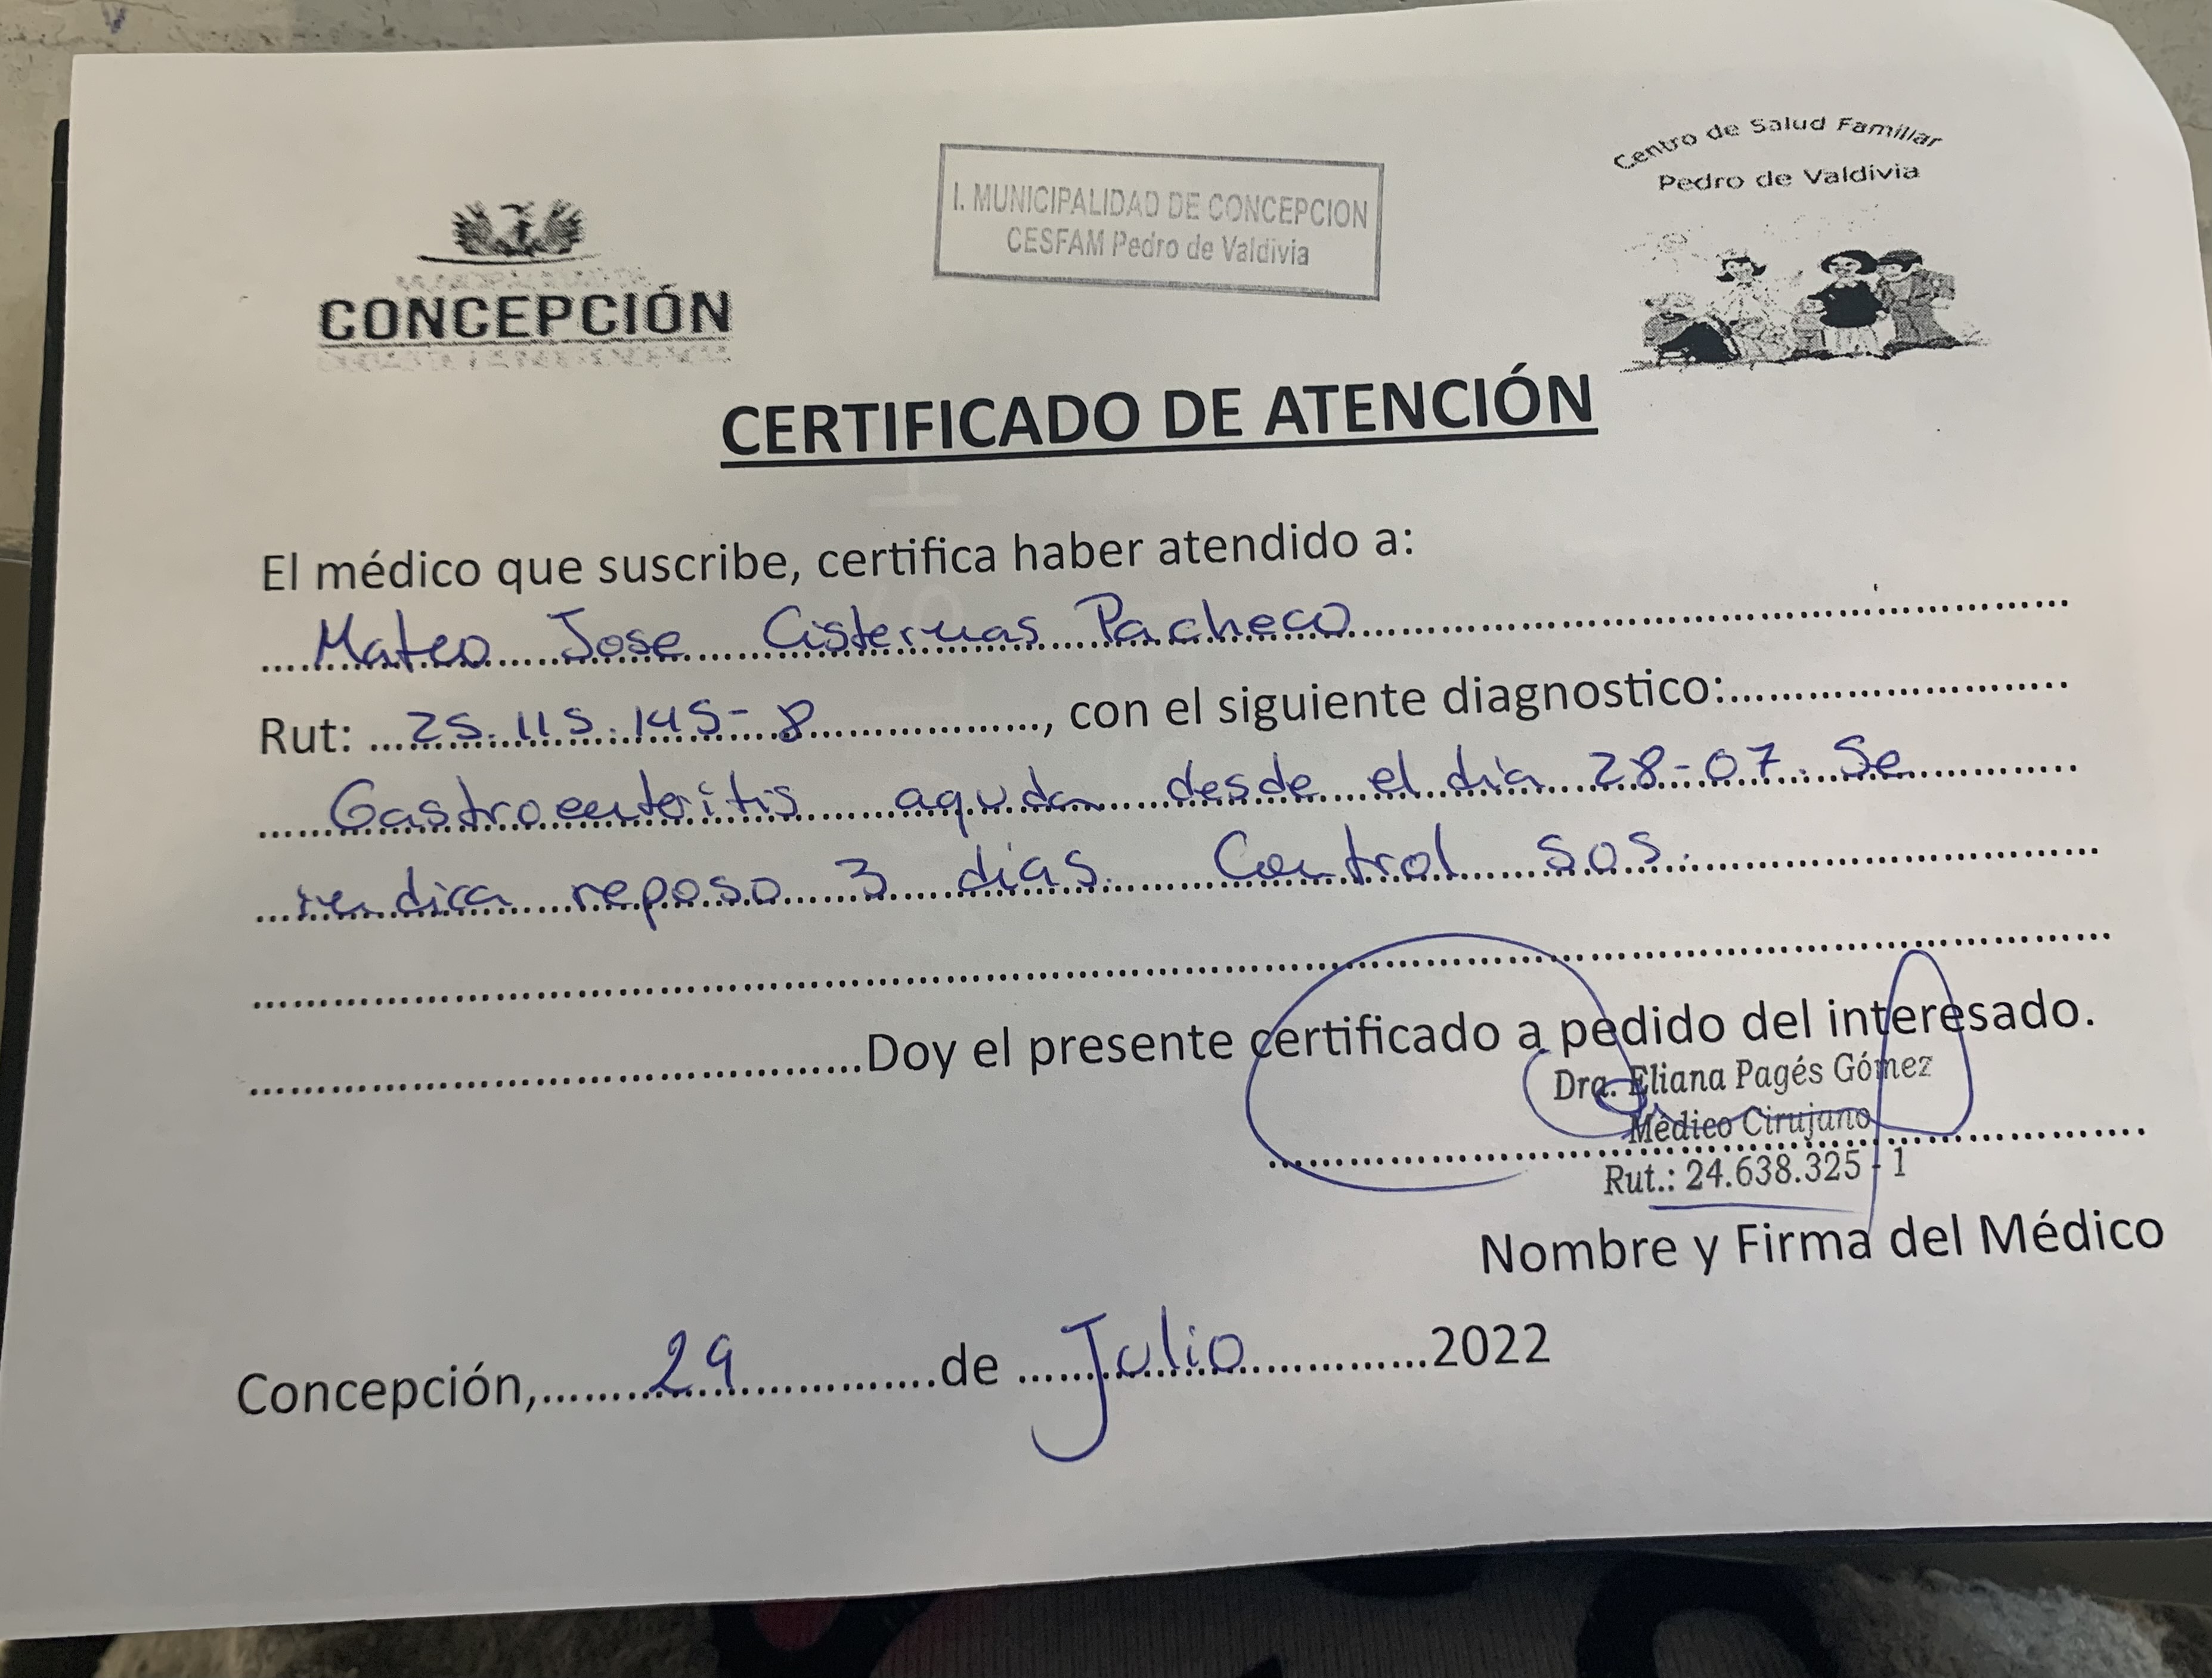 Centro de Salud Familiar
Pedro de Valdivia
I. MUNICIPALIDAD DE CONCEPCION
CESFAM Pedro de Valdivia
CONCEPCIÓN
CERTIFICADO DE ATENCIÓN
El médico que suscribe, certifica haber atendido a:
Mateo Jose Cisternas Pacheco
Rut: 25.115.145-8, con el siguiente diagnostico:
Gastroenteritis aguda desde el dia 28-07. Se
indica reposo 3 dias. Control S.O.S.
Doy el presente certificado a pedido del interesado.
Dra. Eliana Pagés Gómez
Médico Cirujano
Rut.: 24.638.325 - 1
Nombre y Firma del Médico
Concepción, 29 de Julio 2022